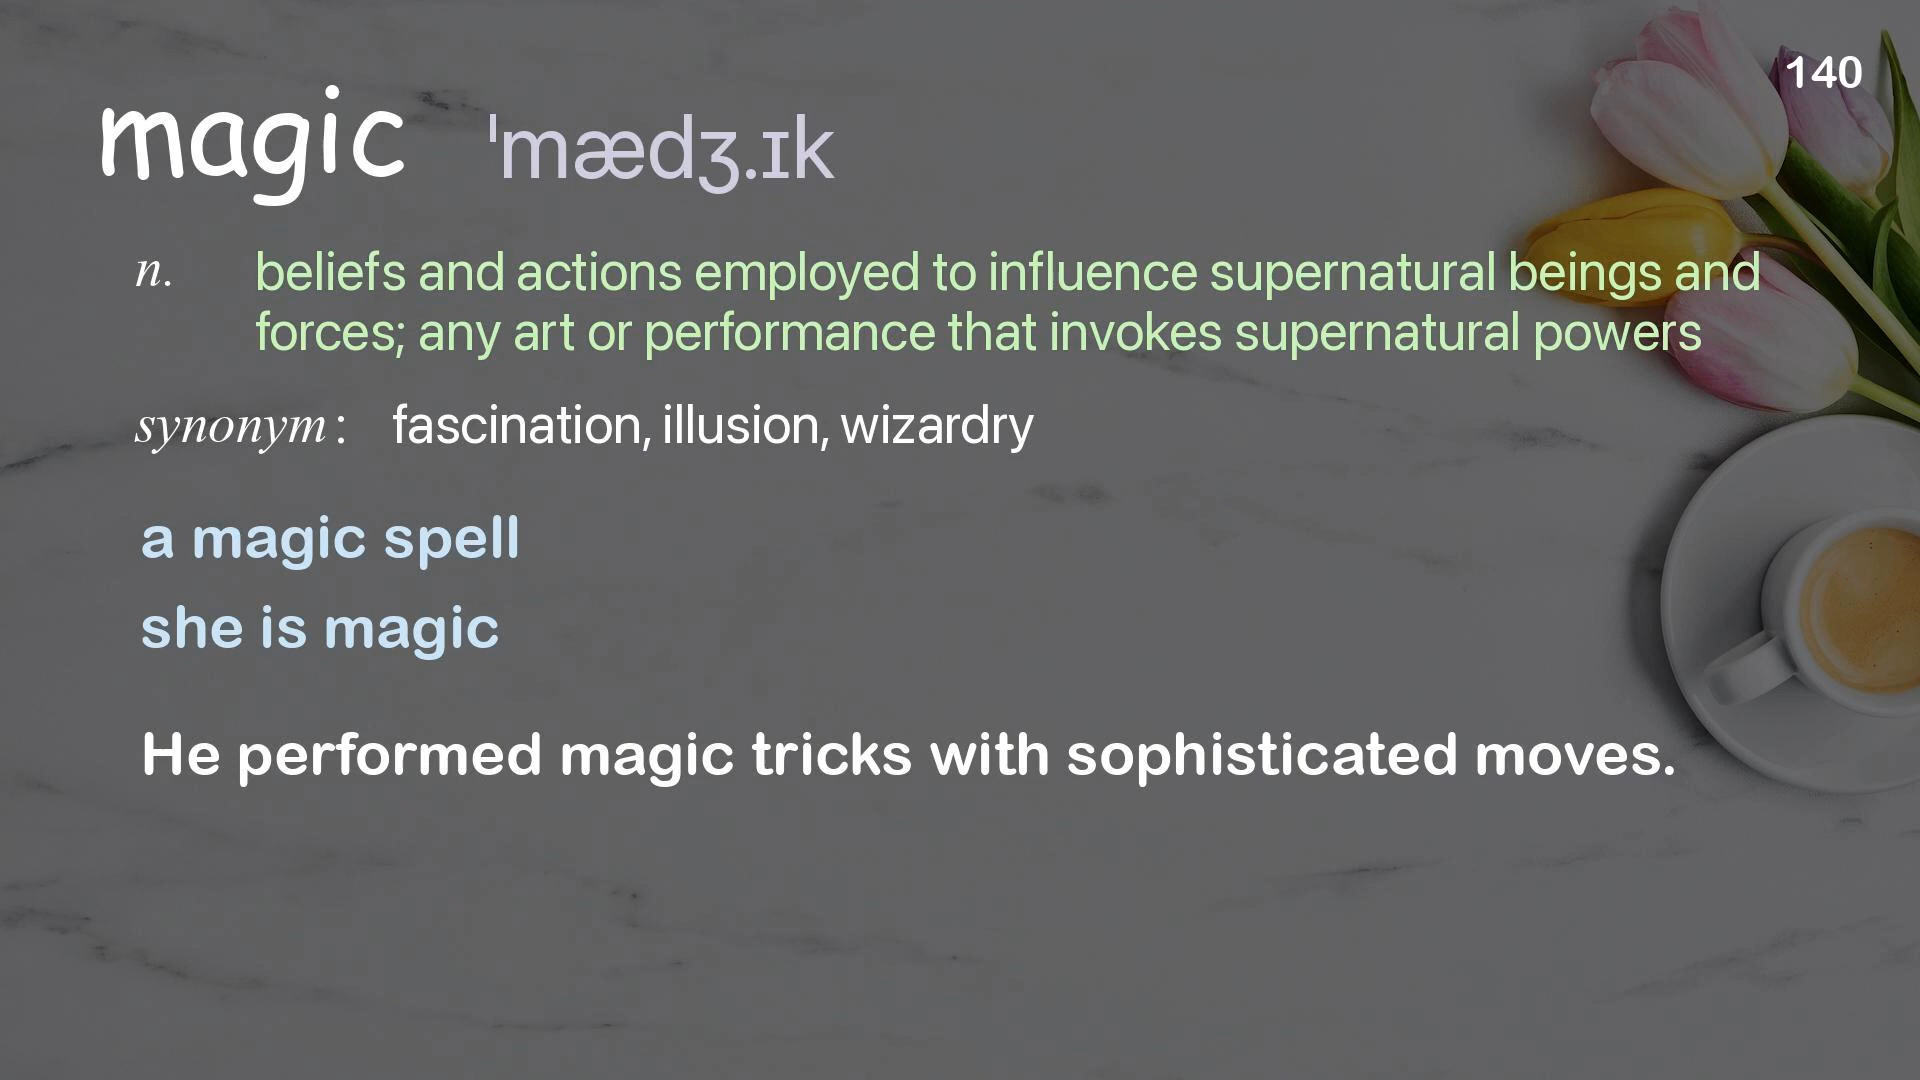 140
magic ˈmædʒ.ɪk
n. beliefs and actions employed to influence supernatural beings and
forces; any art or performance that invokes supernatural powers
synonym : fascination, illusion, wizardry
a magic spell
she is magic
He performed magic tricks with sophisticated moves.